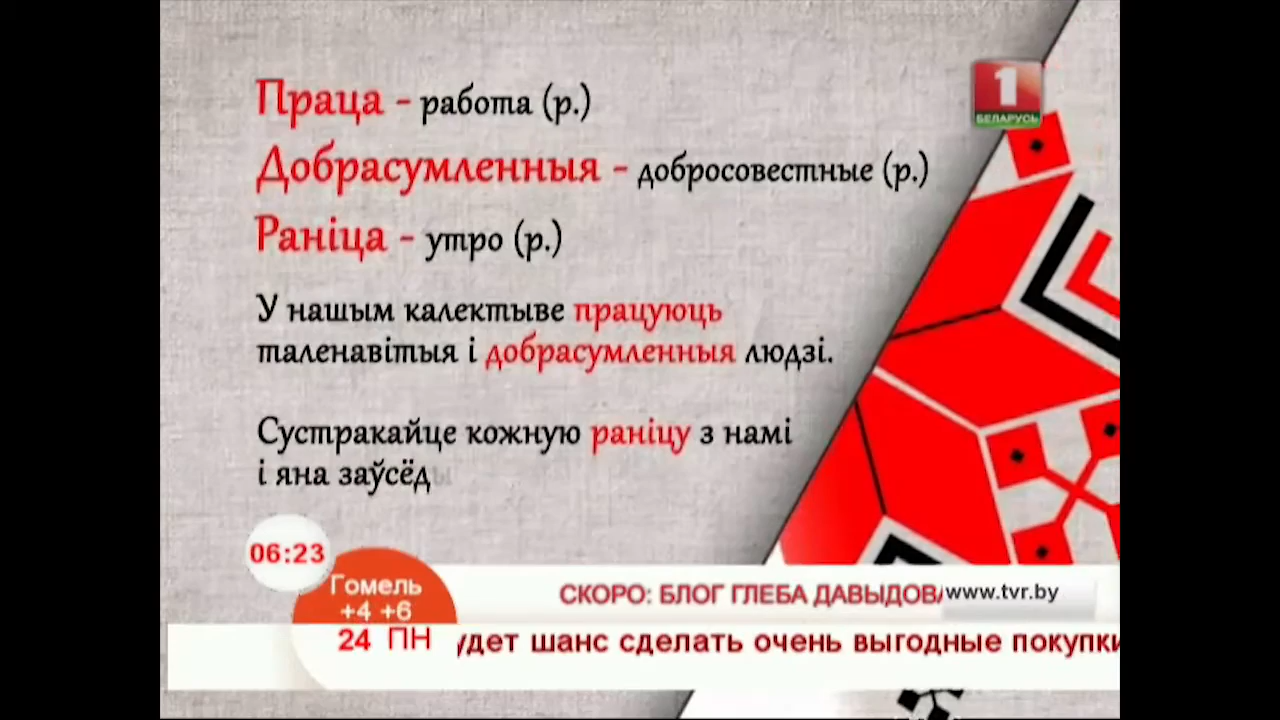 Праца - работа (р.)
1
БЕЛАРУСЬ
Добрасумленныя - добросовестные (р.)
Раніца - утро (р.)
У нашым калектыве працуюць
таленавітыя і добрасумленныя людзі.
Сустракайце кожную раніцу з намі
і яна заўсёды
06:23
Гомель
+4 +6
СКОРО: БЛОГ ГЛЕБА ДАВЫДОВА
www.tvr.by
24 ПН
удет шанс сделать очень выгодные покупки